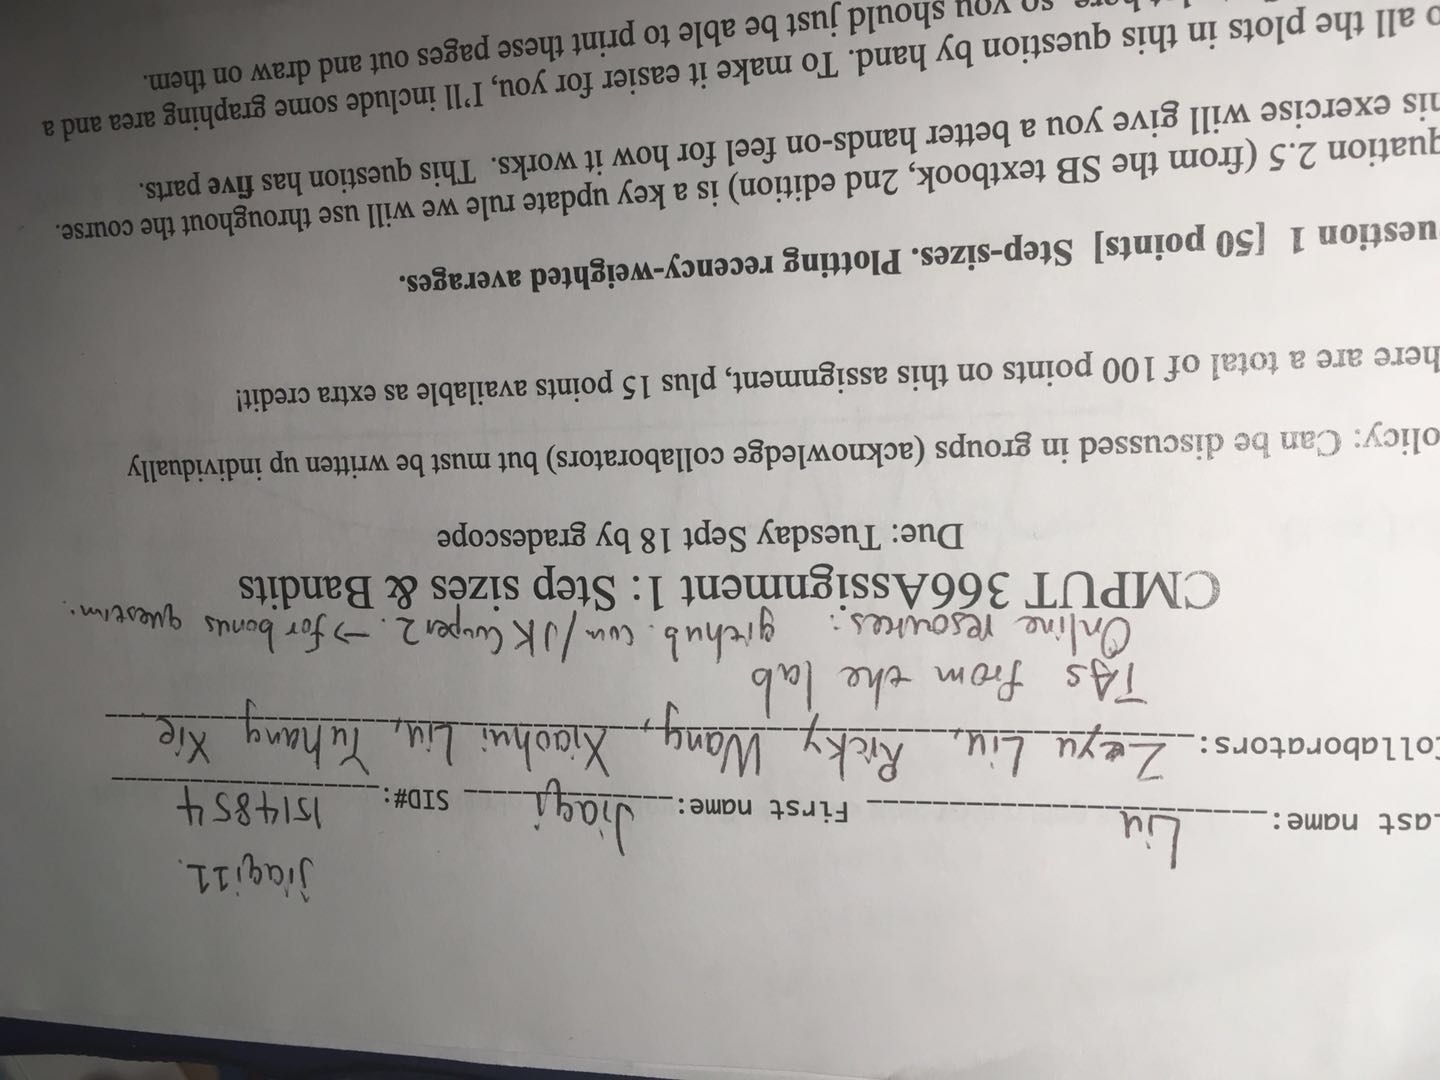 jiaqi11.
Last name: Liu First name: Jiaqi SID#: 1514854
Collaborators: Zeyu Liu, Ricky Wang, Xiaohui Liu, Yuhang Xie
TAs from the lab
Online resources: github.com/JKCooper2. → for bonus question.
CMPUT 366Assignment 1: Step sizes & Bandits
Due: Tuesday Sept 18 by gradescope
olicy: Can be discussed in groups (acknowledge collaborators) but must be written up individually
here are a total of 100 points on this assignment, plus 15 points available as extra credit!
uestion 1 [50 points] Step-sizes. Plotting recency-weighted averages.
quation 2.5 (from the SB textbook, 2nd edition) is a key update rule we will use throughout the course.
his exercise will give you a better hands-on feel for how it works. This question has five parts.
o all the plots in this question by hand. To make it easier for you, I'll include some graphing area and a
so you should just be able to print these pages out and draw on them.